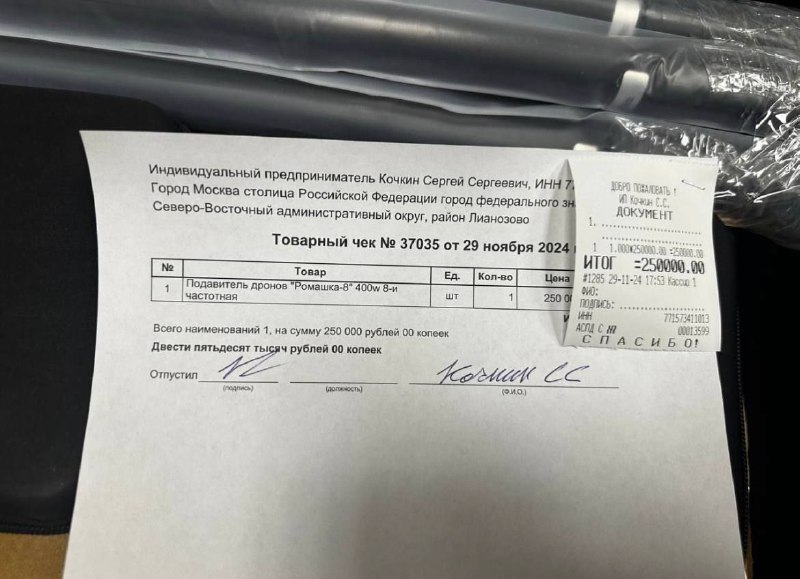 Индивидуальный предприниматель Кочкин Сергей Сергеевич, ИНН 77
Город Москва столица Российской Федерации город федерального зн
Северо-Восточный административный округ, район Лианозово
Товарный чек № 37035 от 29 ноября 2024
№ Товар Ед. Кол-во Цена
1 Подавитель дронов "Ромашка-8" 400w 8-и частотная шт 1 250 00
Всего наименований 1, на сумму 250 000 рублей 00 копеек
Двести пятьдесят тысяч рублей 00 копеек
Отпустил Кочкин СС
(подпись) (должность) (Ф.И.О.)
ДОБРО ПОЖАЛОВАТЬ !
ИП Кочкин С.С.
ДОКУМЕНТ
1.
1 1.000*250000.00 =250000.00
ИТОГ =250000.00
#1285 29-11-24 17:53 Кассир 1
ФИО:
ПОДПИСЬ:
ИНН 771573411013
00013599
СПАСИБО!